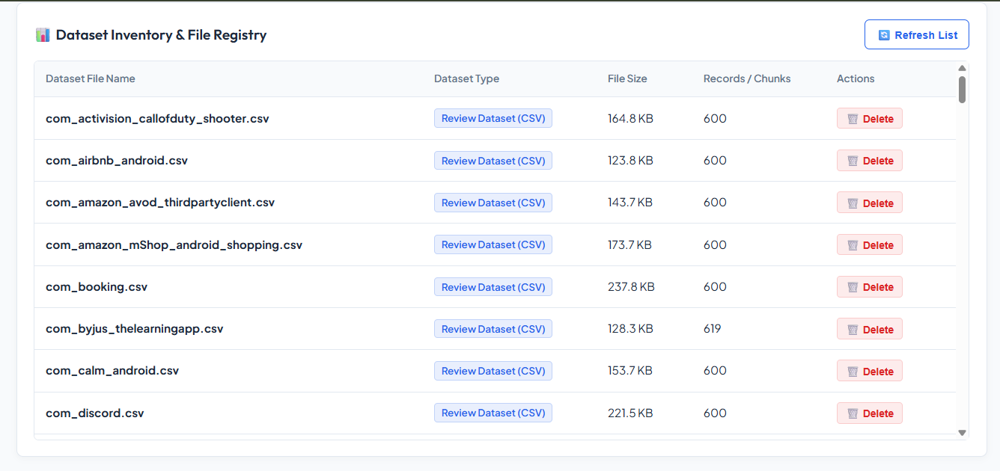 Dataset Inventory & File Registry
Refresh List
Dataset File Name Dataset Type File Size Records / Chunks Actions
com_activision_callofduty_shooter.csv Review Dataset (CSV) 164.8 KB 600 Delete
com_airbnb_android.csv Review Dataset (CSV) 123.8 KB 600 Delete
com_amazon_avod_thirdpartyclient.csv Review Dataset (CSV) 143.7 KB 600 Delete
com_amazon_mShop_android_shopping.csv Review Dataset (CSV) 173.7 KB 600 Delete
com_booking.csv Review Dataset (CSV) 237.8 KB 600 Delete
com_byjus_thelearningapp.csv Review Dataset (CSV) 128.3 KB 619 Delete
com_calm_android.csv Review Dataset (CSV) 153.7 KB 600 Delete
com_discord.csv Review Dataset (CSV) 221.5 KB 600 Delete